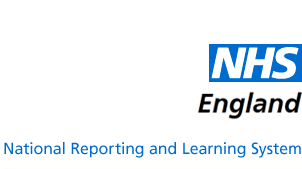 NHS
England
National Reporting and Learning System